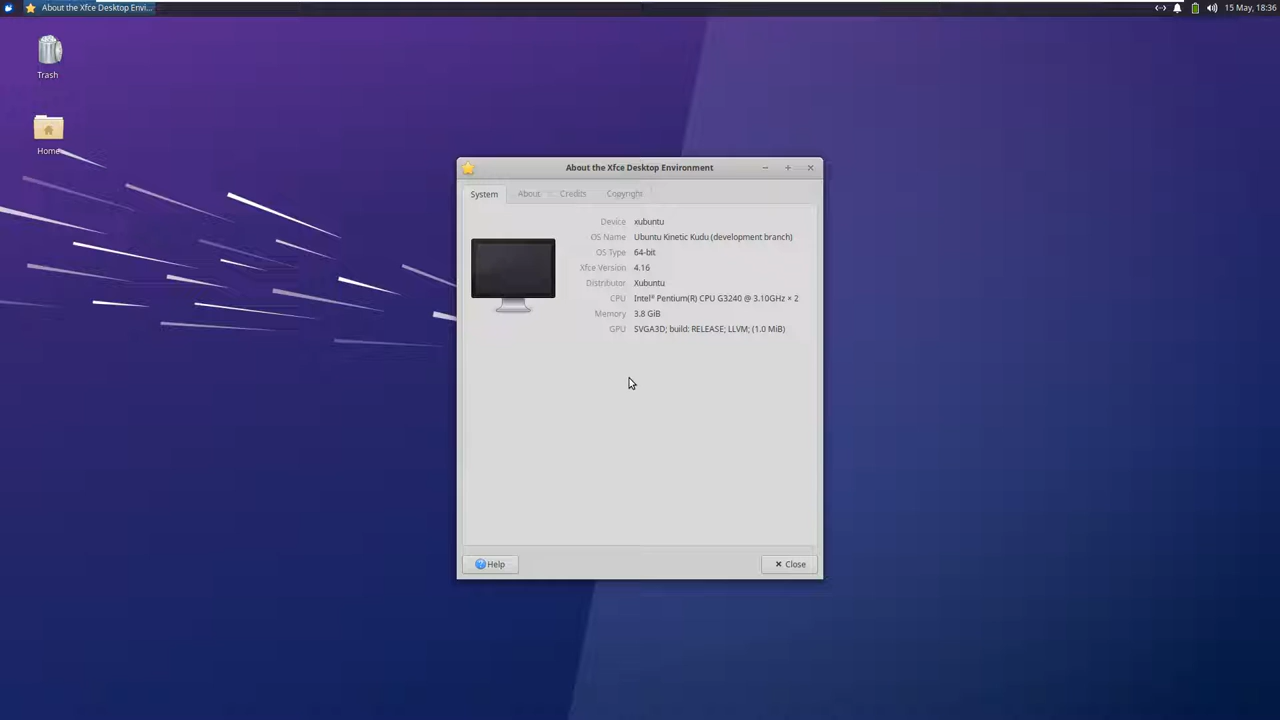 About the Xfce Desktop Envi...
15 May, 18:36
Trash
Home
About the Xfce Desktop Environment
System About Credits Copyright
Device xubuntu
OS Name Ubuntu Kinetic Kudu (development branch)
OS Type 64-bit
Xfce Version 4.16
Distributor Xubuntu
CPU Intel® Pentium(R) CPU G3240 @ 3.10GHz × 2
Memory 3.8 GiB
GPU SVGA3D; build: RELEASE; LLVM; (1.0 MiB)
Help Close